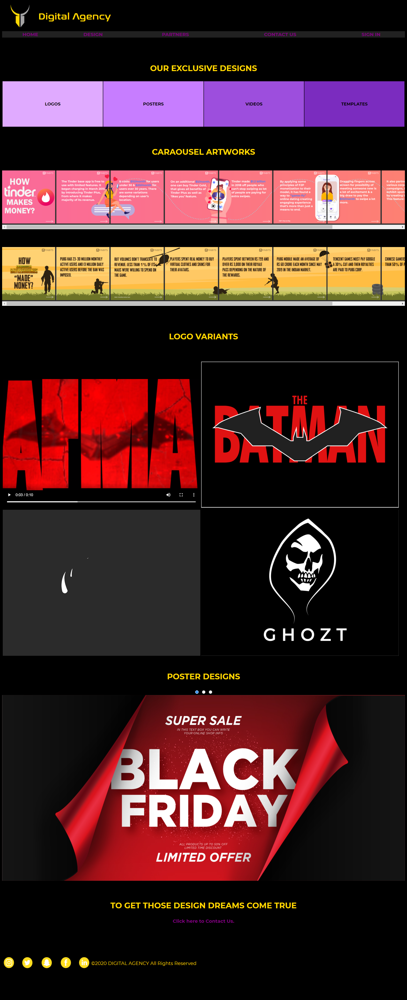 Digital Agency
HOME DESIGN PARTNERS CONTACT US SIGN IN
OUR EXCLUSIVE DESIGNS
LOGOS POSTERS VIDEOS TEMPLATES
CARAOUSEL ARTWORKS
FINBITS
HOW
tinder
MAKES
MONEY?
FINBITS
The Tinder base app is free to
use with limited features. It
began charging in March 2015
by introducing Tinder Plus,
from where it makes
majority of its revenue.
FINBITS
It costs $10/month for users
under 30 & $20/month for
users over 30 years. There
are some variations
depending on user's
location.
FINBITS
On an additional $5/month,
one can buy Tinder Gold,
that gives all benefits of
Tinder Plus as well as
'likes you' feature.
FINBITS
Tinder made $1.2 billion
in 2018 off people who
can't stop swiping as lot
of people are paying for
extra swipes.
FINBITS
By applying some
principles of F2P
monetization to their
model, it has found a
way to "game-ify"
online dating creating
engaging experience
that's more than just a
means to end.
FINBITS
Dragging fingers across
screen for possibility of
meeting someone new is
a lot of excitement & a
big draw to pay the
$10/month to swipe a lot
more.
It also partn
various corp
campaigns,
exhibit spon
by creating t
This feature
FINBITS
HOW
BATTLEGROUNDS
"MADE"
MONEY?
FINBITS
PUBG HAD 23-30 MILLION MONTHLY
ACTIVE USERS AND 13 MILLION DAILY
ACTIVE USERS BEFORE THE BAN WAS
IMPOSED.
FINBITS
BUT VOLUMES DON'T TRANSLATE TO
REVENUE. LESS THAN 1% OF ITS
MAUS WERE WILLING TO SPEND ON
THE GAME.
FINBITS
PLAYERS SPENT REAL MONEY TO BUY
VIRTUAL CLOTHES AND SKINS FOR
THEIR AVATARS.
FINBITS
PLAYERS SPENT BETWEEN RS 799 AND
OVER RS 3,000 ON THEIR ROYALE
PASS DEPENDING ON THE NATURE OF
THE REWARDS.
FINBITS
PUBG MOBILE MADE AN AVERAGE OF
RS 60 CRORE EACH MONTH SINCE MAY
2019 IN THE INDIAN MARKET.
FINBITS
TENCENT GAMES MUST PAY GOOGLE
A 30% CUT AND THEN ROYALTIES
ARE PAID TO PUBG CORP.
CHINESE GAMERS
THAN 50% OF P
LOGO VARIANTS
0:03 / 0:10
THE
BATMAN
GHOZT
POSTER DESIGNS
SUPER SALE
IN THIS TEXT BOX YOU CAN WRITE
YOUR ONLINE SHOP INFO
BLACK
FRIDAY
ALL PRODUCTS UP TO 50% OFF
LIMITED TIME DISCOUNT
LIMITED OFFER
TO GET THOSE DESIGN DREAMS COME TRUE
Click here to Contact Us.
©2020 DIGITAL AGENCY All Rights Reserved